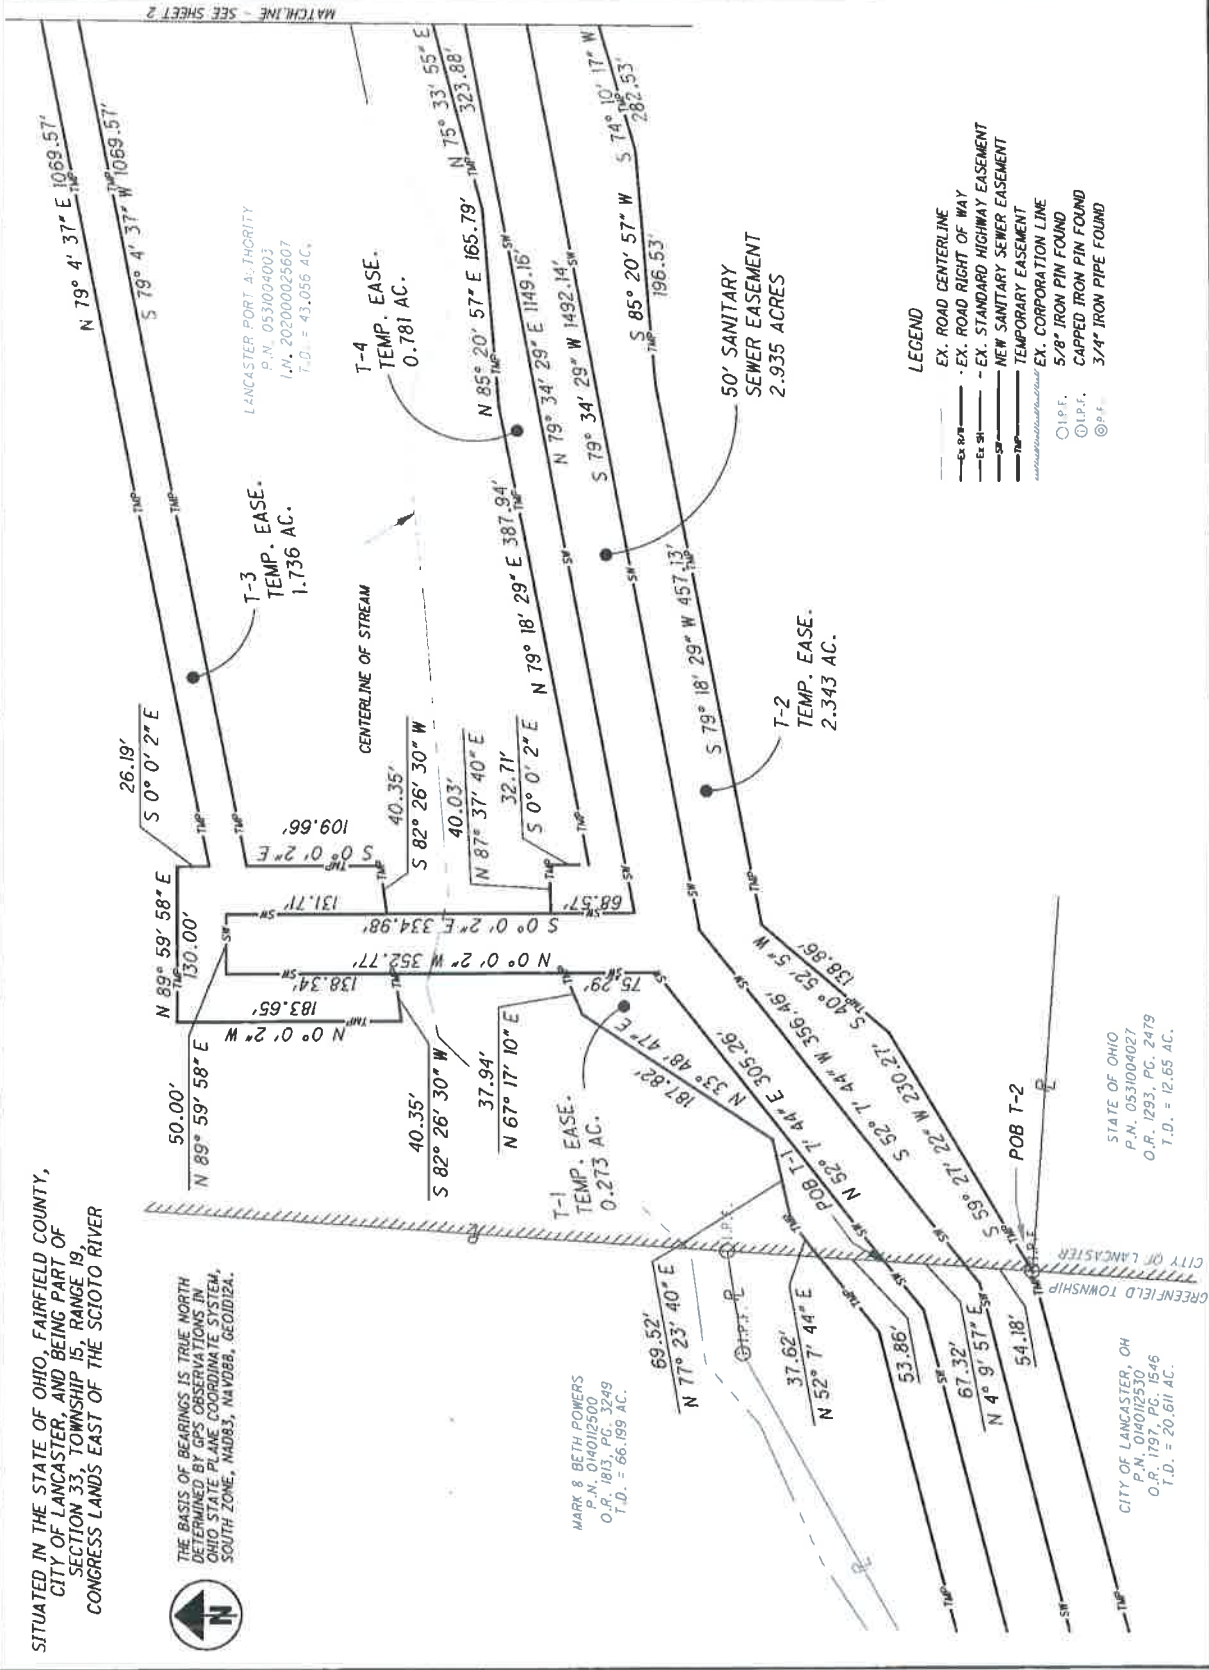 SITUATED IN THE STATE OF OHIO, FAIRFIELD COUNTY,
CITY OF LANCASTER, AND BEING PART OF
SECTION 33, TOWNSHIP 15, RANGE 19,
CONGRESS LANDS EAST OF THE SCIOTO RIVER
N
THE BASIS OF BEARINGS IS TRUE NORTH
DETERMINED BY GPS OBSERVATIONS IN
OHIO STATE PLANE COORDINATE SYSTEM,
SOUTH ZONE, NAD83, NAVD88, GEOID12A.
MATCHLINE - SEE SHEET 2
N 79° 4' 37" E 1069.57'
S 79° 4' 37" W 1069.57'
LANCASTER PORT AUTHORITY
P.N. 0531004003
I.N. 202000025607
T.D. = 43.056 AC.
T-3
TEMP. EASE.
1.736 AC.
26.19'
S 0° 0' 2" E
N 89° 59' 58" E
130.00'
50.00'
N 89° 59' 58" E
183.65'
N 0° 0' 2" W
138.34'
N 0° 0' 2" W 352.77'
131.71'
S 0° 0' 2" E 334.98'
109.66'
S 0° 0' 2" E
CENTERLINE OF STREAM
40.35'
S 82° 26' 30" W
40.03'
N 87° 37' 40" E
32.71'
S 0° 0' 2" E
68.57'
40.35'
S 82° 26' 30" W
37.94'
N 67° 17' 10" E
75.29'
T-4
TEMP. EASE.
0.781 AC.
N 75° 33' 55" E
323.88'
N 85° 20' 57" E 165.79'
N 79° 18' 29" E 387.94'
N 79° 34' 29" E 1149.16'
S 79° 34' 29" W 1492.14'
S 74° 10' 17" W
282.53'
S 85° 20' 57" W
196.53'
50' SANITARY
SEWER EASEMENT
2.935 ACRES
S 79° 18' 29" W 457.13'
T-2
TEMP. EASE.
2.343 AC.
T-1
TEMP. EASE.
0.273 AC.
187.82'
N 33° 48' 47" E
N 52° 7' 44" E 305.26'
S 52° 7' 44" W 356.46'
S 40° 52' 5" W
138.86'
S 59° 27' 22" W 230.27'
POB T-1
POB T-2
69.52'
N 77° 23' 40" E
37.62'
N 52° 7' 44" E
53.86'
67.32'
N 4° 9' 57" E
54.18'
I.P.F.
I.P.F.
I.P.F.
CITY OF LANCASTER
GREENFIELD TOWNSHIP
MARK & BETH POWERS
P.N. 0140112500
O.R. 1813, PG. 3249
T.D. = 66.199 AC.
CITY OF LANCASTER, OH
P.N. 0140112530
O.R. 1797, PG. 1546
T.D. = 20.611 AC.
STATE OF OHIO
P.N. 0531004027
O.R. 1293, PG. 2479
T.D. = 12.65 AC.
LEGEND
EX. ROAD CENTERLINE
Ex R/W EX. ROAD RIGHT OF WAY
Ex SH EX. STANDARD HIGHWAY EASEMENT
SW NEW SANITARY SEWER EASEMENT
TMP TEMPORARY EASEMENT
EX. CORPORATION LINE
I.P.F. 5/8" IRON PIN FOUND
I.P.F. CAPPED IRON PIN FOUND
P.F. 3/4" IRON PIPE FOUND